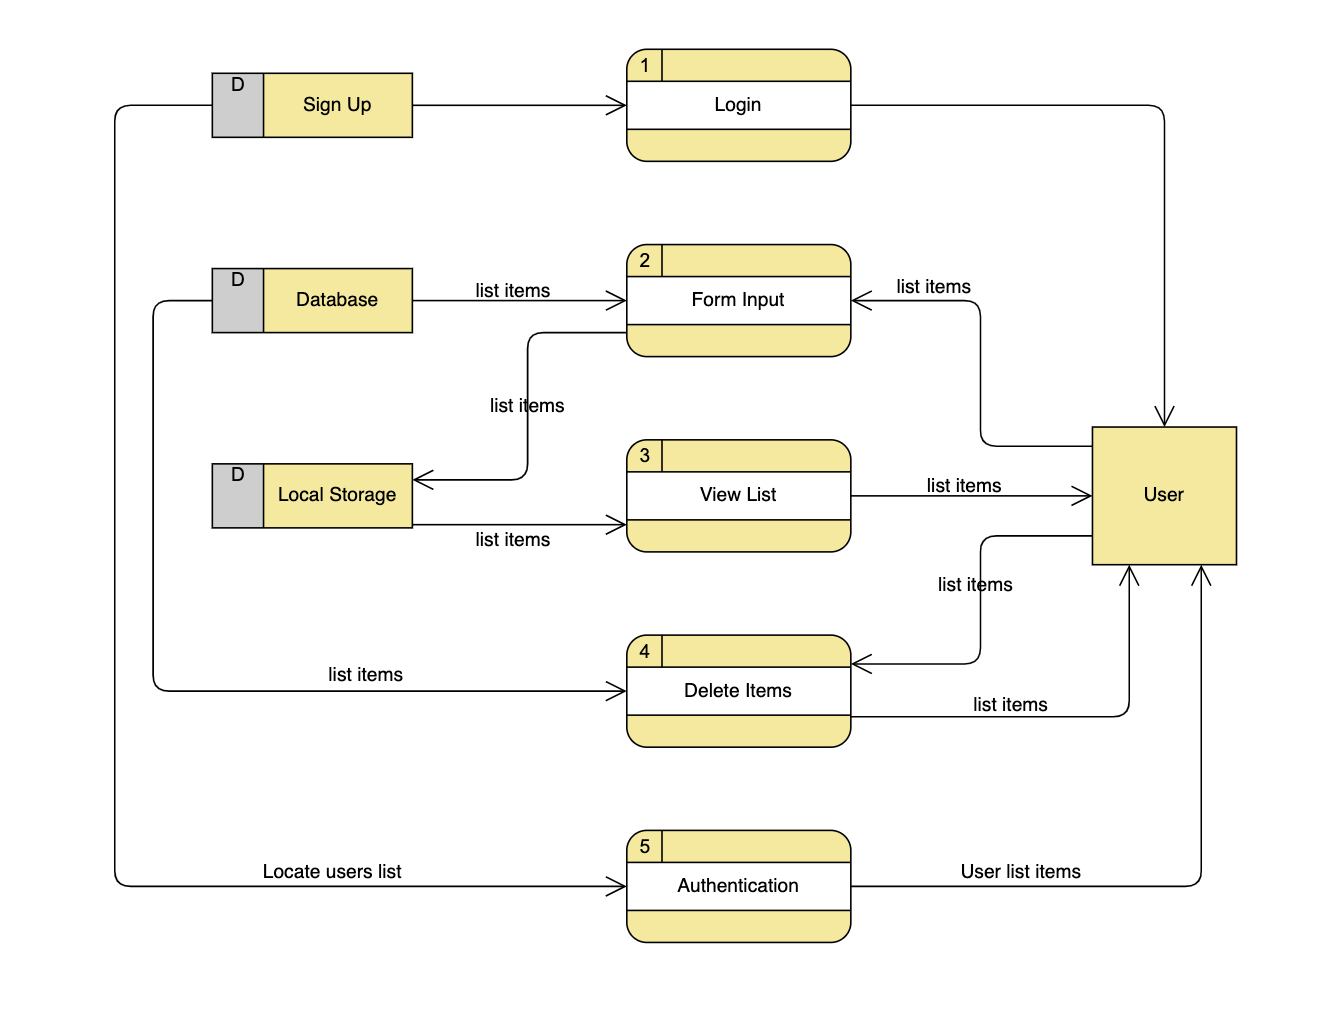 D
Sign Up
1
Login
D
Database
list items
2
Form Input
list items
list items
D
Local Storage
list items
3
View List
list items
User
list items
4
Delete Items
list items
list items
5
Authentication
Locate users list
User list items